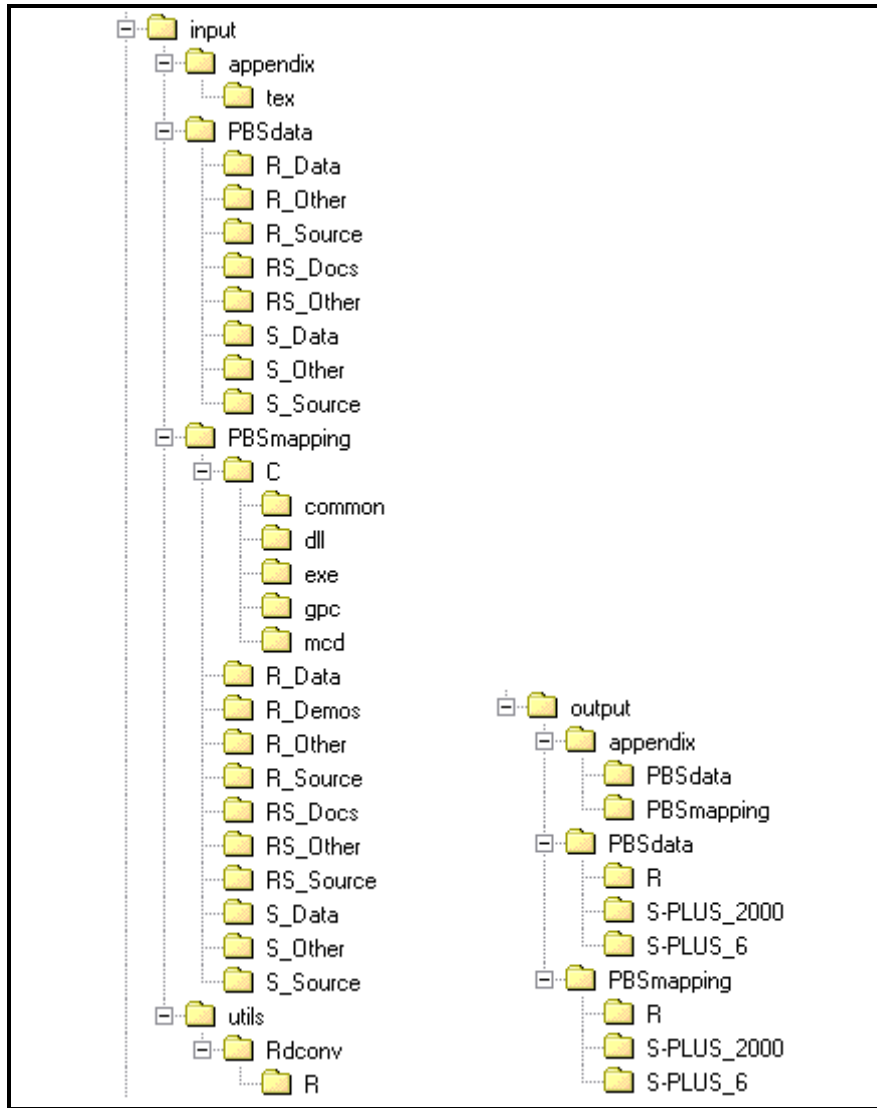 input
appendix
tex
PBSdata
R_Data
R_Other
R_Source
RS_Docs
RS_Other
S_Data
S_Other
S_Source
PBSmapping
C
common
dll
exe
gpc
mcd
R_Data
R_Demos
R_Other
R_Source
RS_Docs
RS_Other
RS_Source
S_Data
S_Other
S_Source
utils
Rdconv
R
output
appendix
PBSdata
PBSmapping
PBSdata
R
S-PLUS_2000
S-PLUS_6
PBSmapping
R
S-PLUS_2000
S-PLUS_6